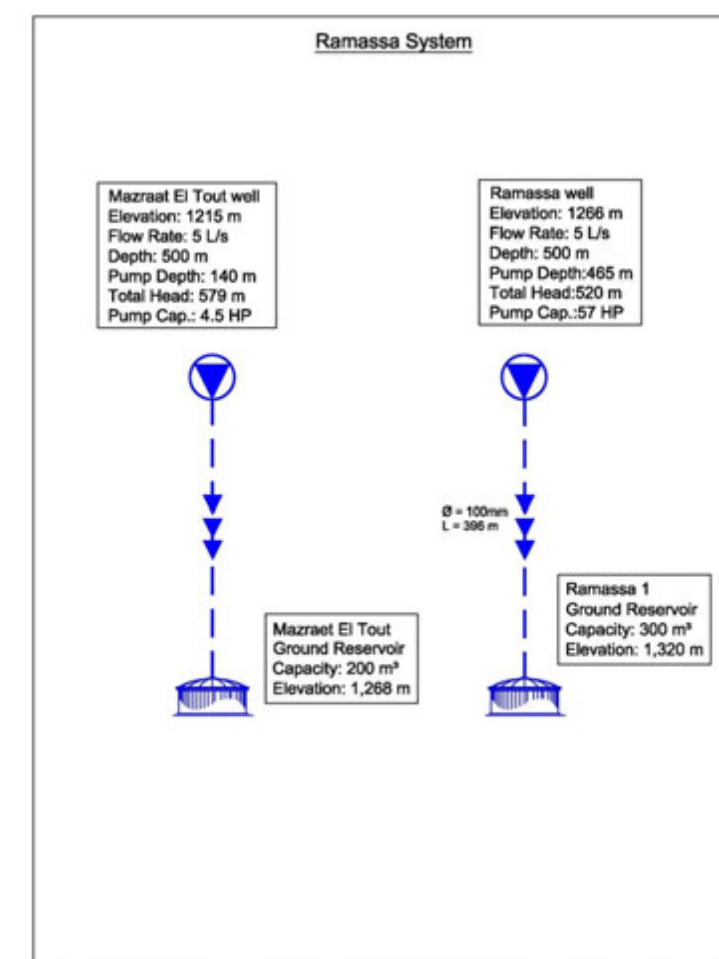 Ramassa System
Mazraat El Tout well
Elevation: 1215 m
Flow Rate: 5 L/s
Depth: 500 m
Pump Depth: 140 m
Total Head: 579 m
Pump Cap.: 4.5 HP
Ramassa well
Elevation: 1266 m
Flow Rate: 5 L/s
Depth: 500 m
Pump Depth:465 m
Total Head:520 m
Pump Cap.:57 HP
Ø = 100mm
L = 396 m
Mazraet El Tout
Ground Reservoir
Capacity: 200 m³
Elevation: 1,268 m
Ramassa 1
Ground Reservoir
Capacity: 300 m³
Elevation: 1,320 m